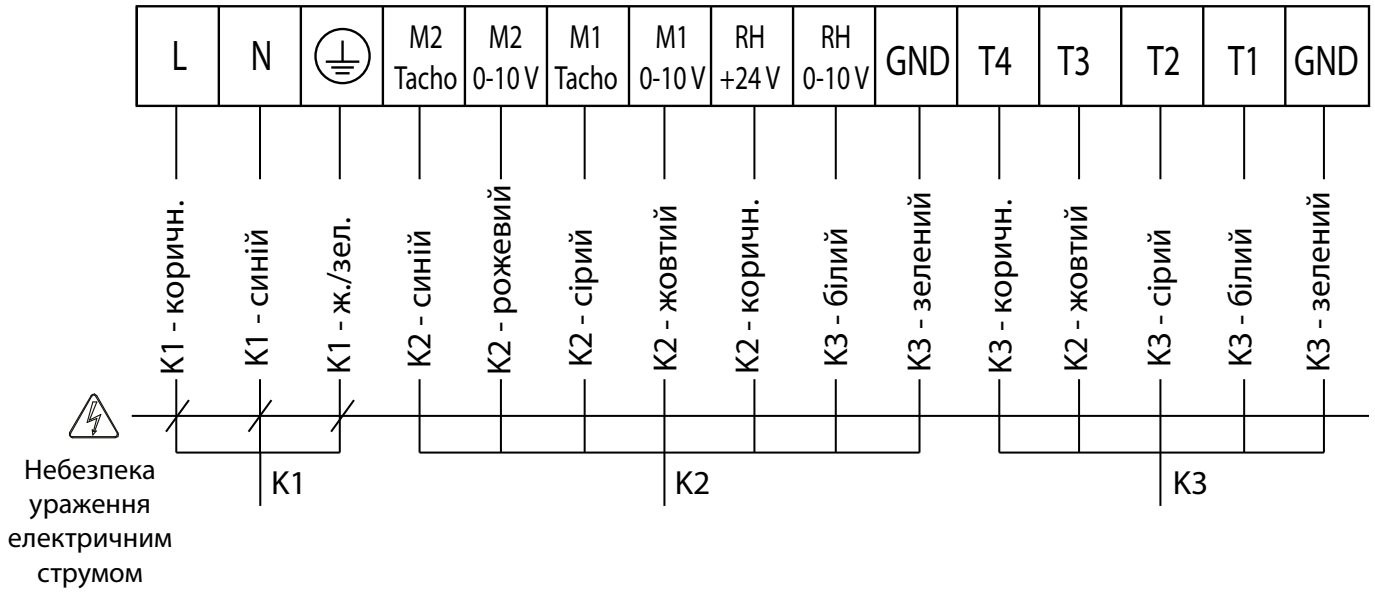 L
N
M2
Tacho
M2
0-10 V
M1
Tacho
M1
0-10 V
RH
+24 V
RH
0-10 V
GND
T4
T3
T2
T1
GND
K1 - коричн.
K1 - синій
K1 - ж./зел.
K2 - синій
K2 - рожевий
K2 - сірий
K2 - жовтий
K2 - коричн.
K3 - білий
K3 - зелений
K3 - коричн.
K2 - жовтий
K3 - сірий
K3 - білий
K3 - зелений
Небезпека
ураження
електричним
струмом
K1
K2
K3